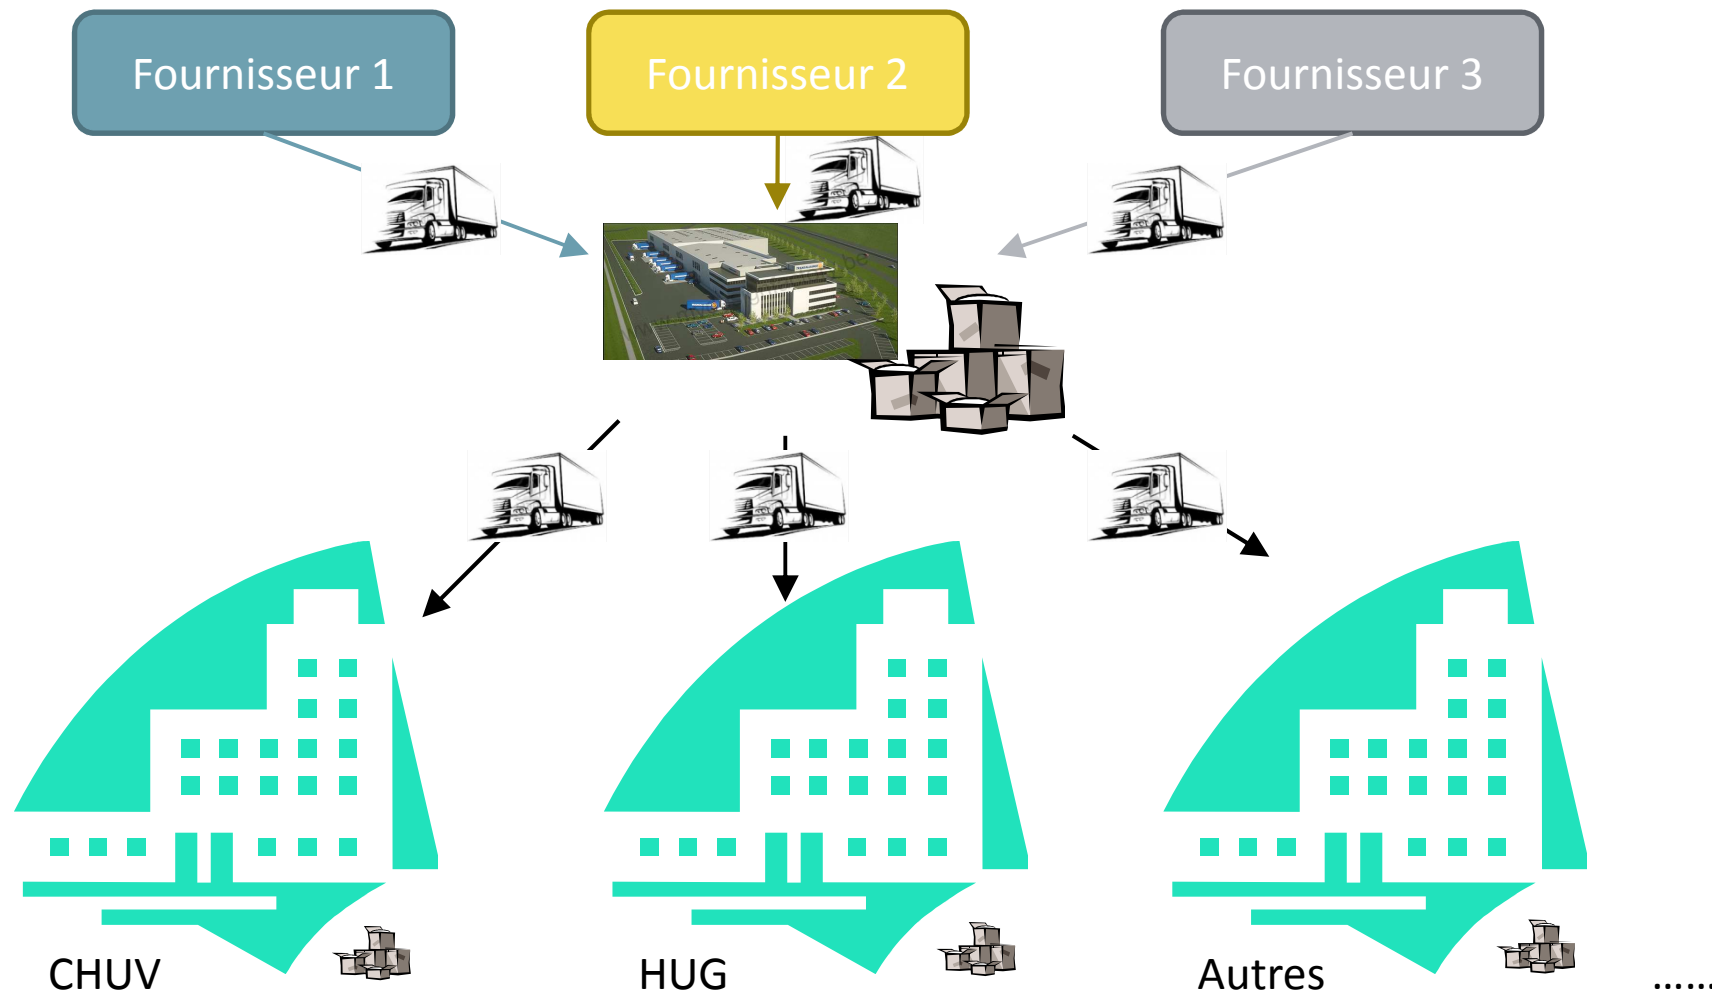 Fournisseur 1
Fournisseur 2
Fournisseur 3
CHUV
HUG
Autres
......